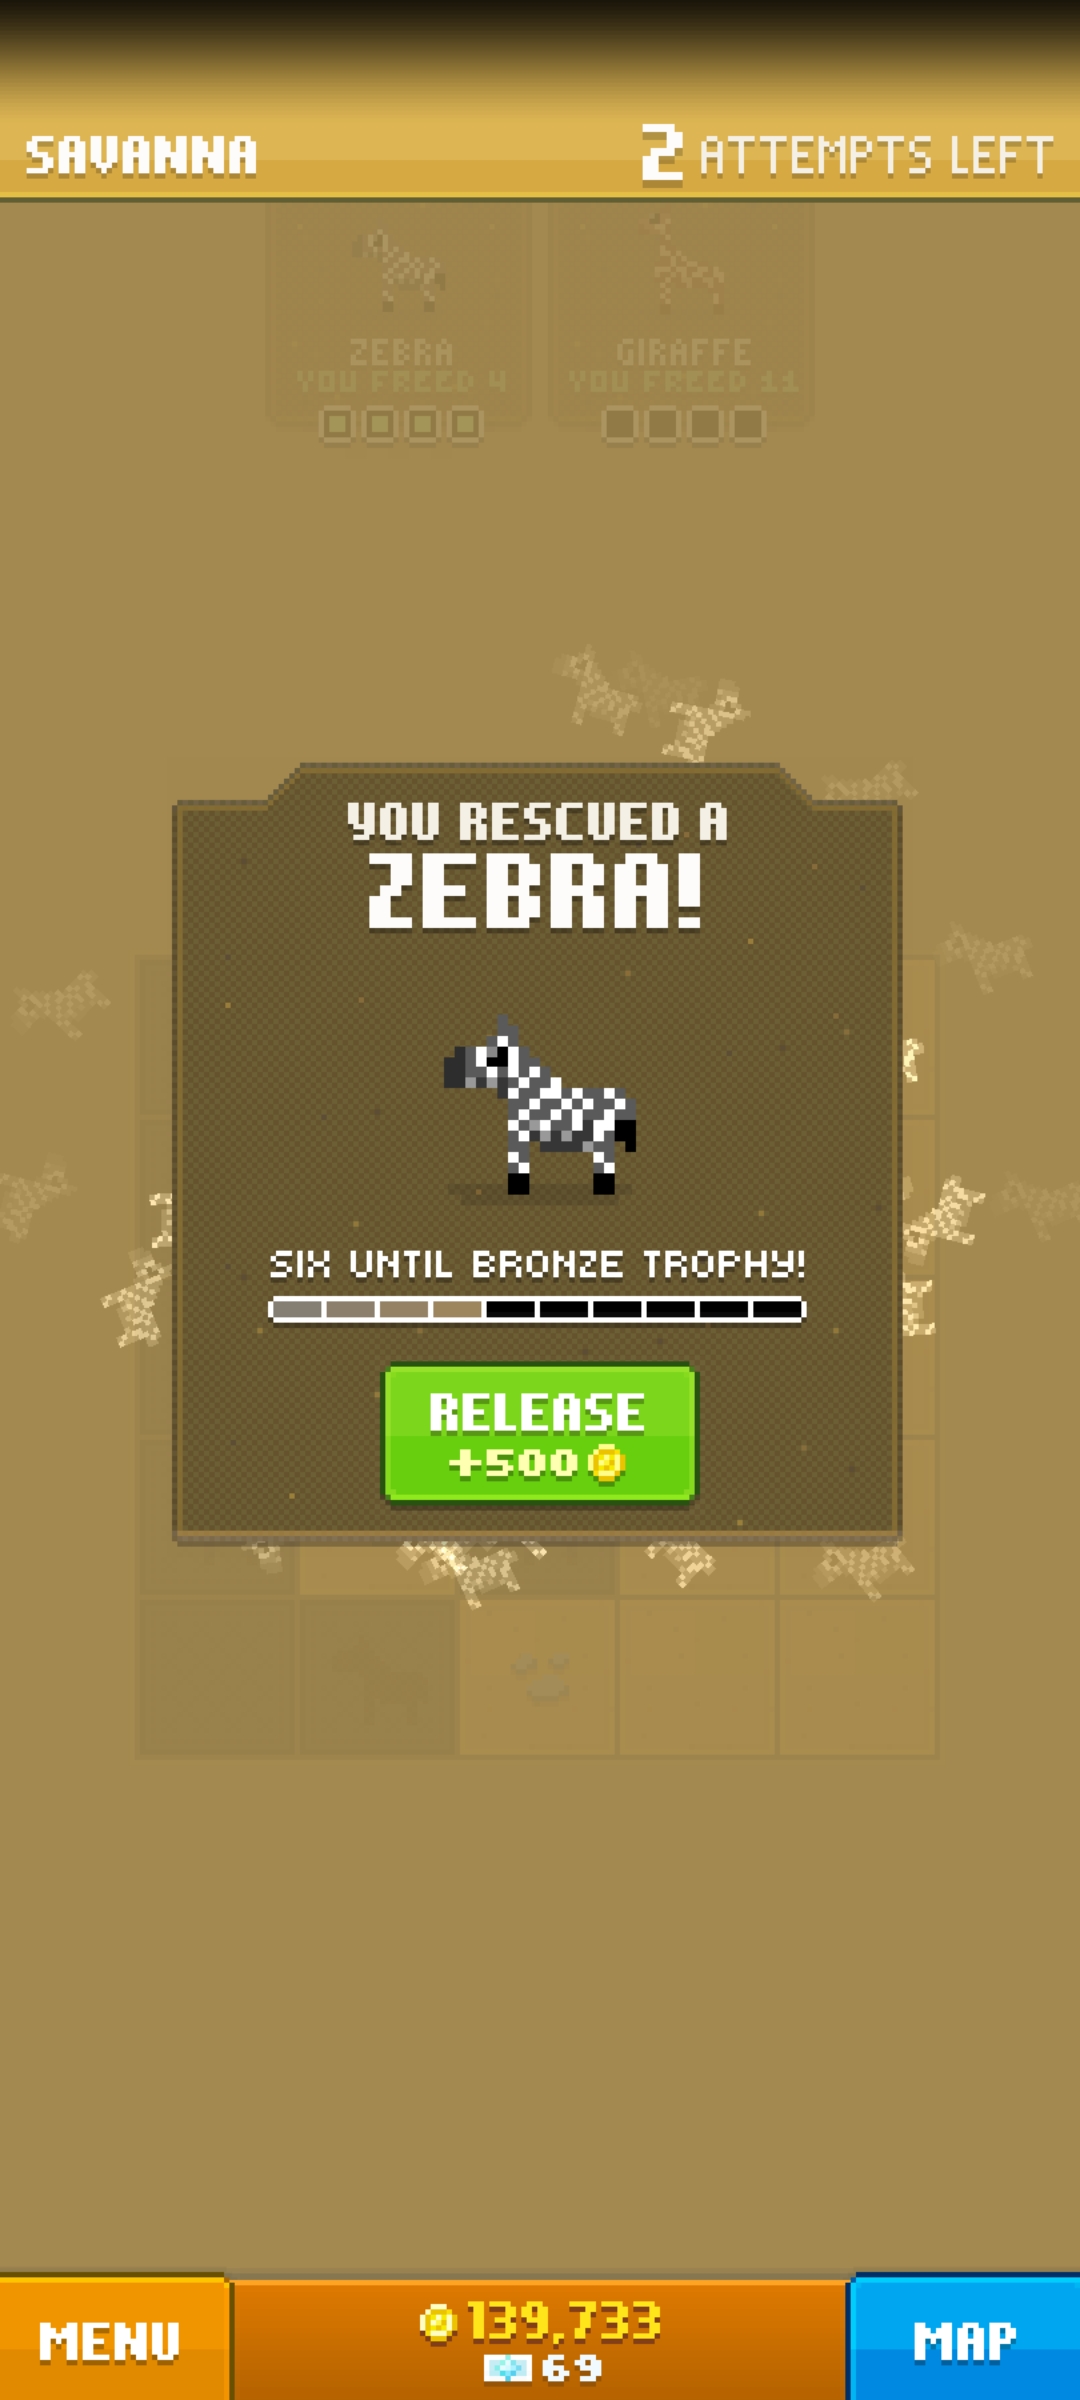 SAVANNA
2 ATTEMPTS LEFT
ZEBRA
YOU FREED 4
GIRAFFE
YOU FREED 11
YOU RESCUED A
ZEBRA!
SIX UNTIL BRONZE TROPHY!
RELEASE
+500
MENU
139,733
69
MAP